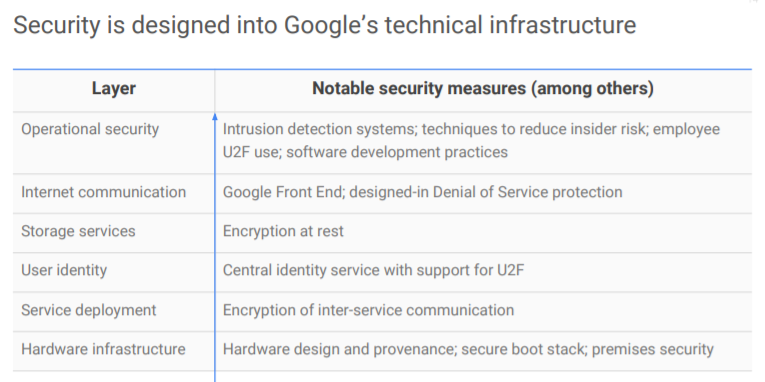 Security is designed into Google’s technical infrastructure
Layer
Notable security measures (among others)
Operational security
Intrusion detection systems; techniques to reduce insider risk; employee
U2F use; software development practices
Internet communication
Google Front End; designed-in Denial of Service protection
Storage services
Encryption at rest
User identity
Central identity service with support for U2F
Service deployment
Encryption of inter-service communication
Hardware infrastructure
Hardware design and provenance; secure boot stack; premises security